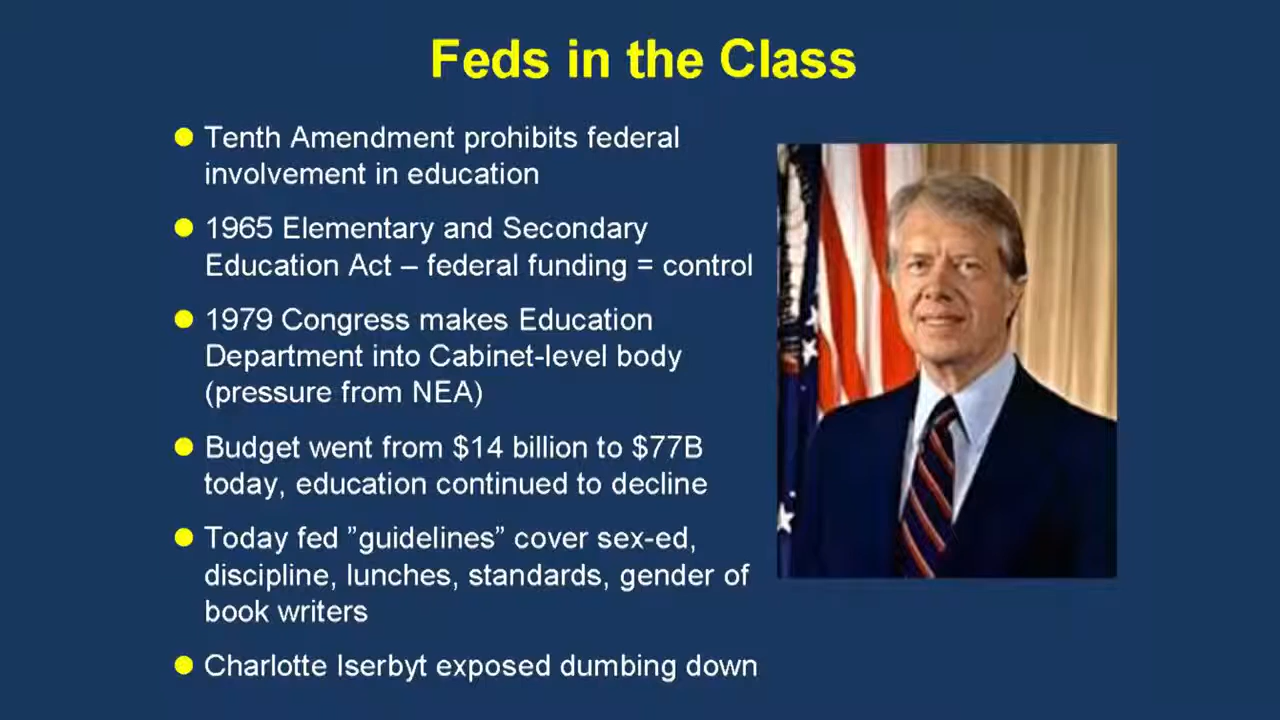 Feds in the Class
● Tenth Amendment prohibits federal
involvement in education
● 1965 Elementary and Secondary
Education Act – federal funding = control
● 1979 Congress makes Education
Department into Cabinet-level body
(pressure from NEA)
● Budget went from $14 billion to $77B
today, education continued to decline
● Today fed ”guidelines” cover sex-ed,
discipline, lunches, standards, gender of
book writers
● Charlotte Iserbyt exposed dumbing down